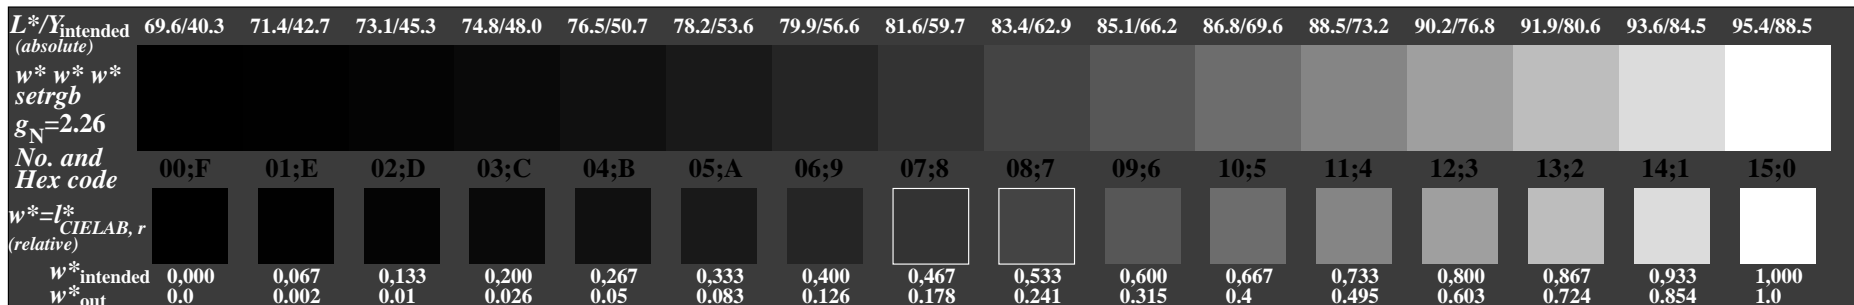 L*/Yintended 69.6/40.3 71.4/42.7 73.1/45.3 74.8/48.0 76.5/50.7 78.2/53.6 79.9/56.6 81.6/59.7 83.4/62.9 85.1/66.2 86.8/69.6 88.5/73.2 90.2/76.8 91.9/80.6 93.6/84.5 95.4/88.5
(absolute)
w* w* w*
setrgb
gN=2.26
No. and
Hex code 00;F 01;E 02;D 03;C 04;B 05;A 06;9 07;8 08;7 09;6 10;5 11;4 12;3 13;2 14;1 15;0
w*=l*CIELAB, r
(relative)
w*intended 0,000 0,067 0,133 0,200 0,267 0,333 0,400 0,467 0,533 0,600 0,667 0,733 0,800 0,867 0,933 1,000
w*out 0.0 0.002 0.01 0.026 0.05 0.083 0.126 0.178 0.241 0.315 0.4 0.495 0.603 0.724 0.854 1.0